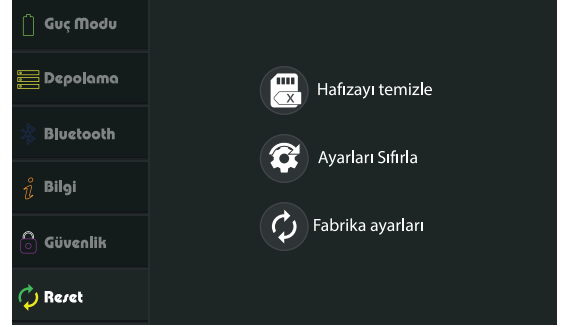 Guç Modu
Depolama
Bluetooth
Bilgi
Güvenlik
Reset
Hafızayı temizle
Ayarları Sıfırla
Fabrika ayarları